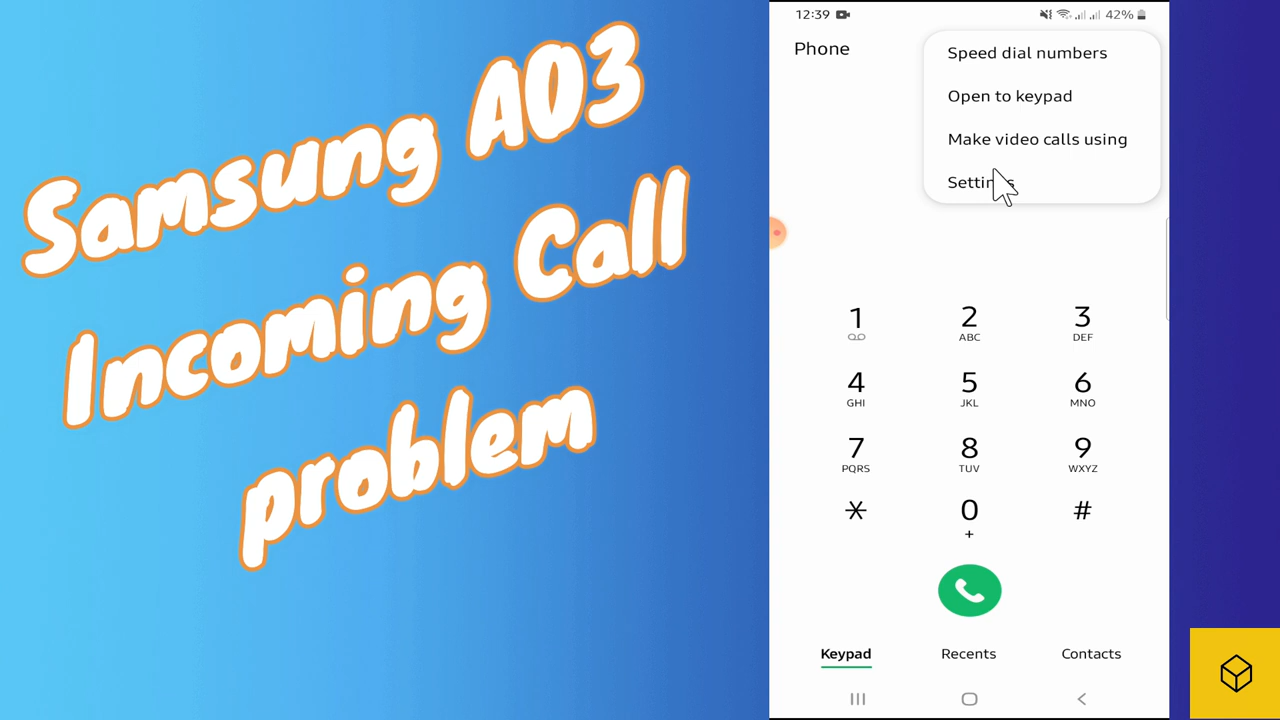 Samsung A03
Incoming Call
problem
12:39
42%
Phone
Speed dial numbers
Open to keypad
Make video calls using
Settings
1
2 ABC
3 DEF
4 GHI
5 JKL
6 MNO
7 PQRS
8 TUV
9 WXYZ
*
0 +
#
Keypad
Recents
Contacts